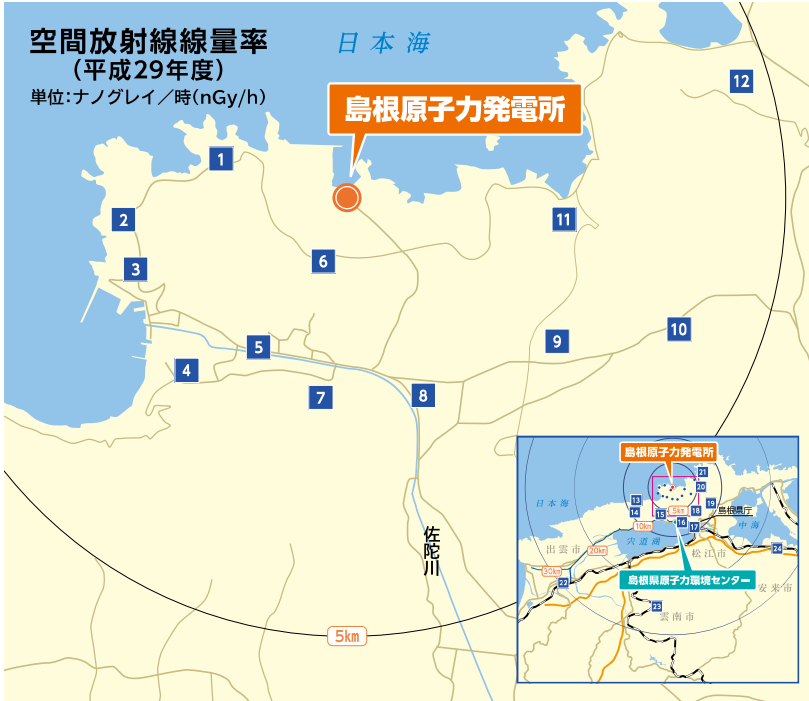 空間放射線線量率
(平成29年度)
単位:ナノグレイ/時(nGy/h)
日本海
島根原子力発電所
12
1
2
11
3
6
10
9
5
4
7
8
佐陀川
5km
島根原子力発電所
21
20
13
日本海
14
15
5km
18
19
島根県庁
10km
16
17
中海
宍道湖
出雲市
20km
松江市
24
30km
22
島根県原子力環境センター
安来市
23
雲南市